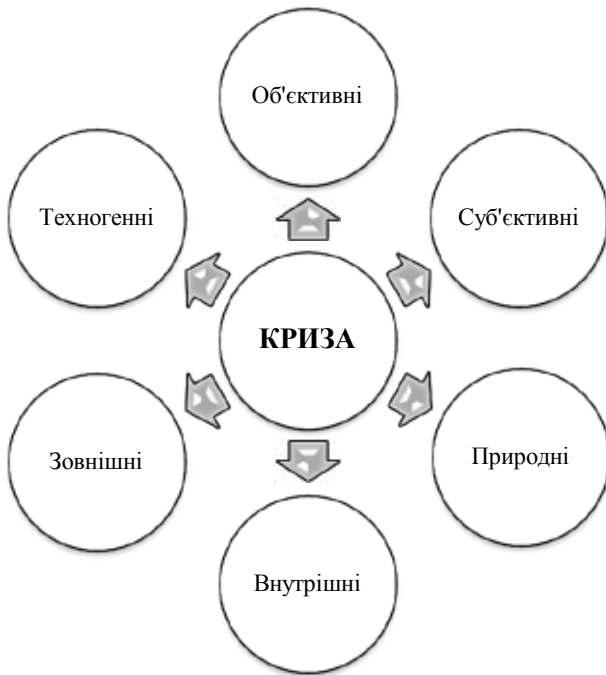 Об'єктивні
Техногенні
Суб'єктивні
КРИЗА
Зовнішні
Природні
Внутрішні